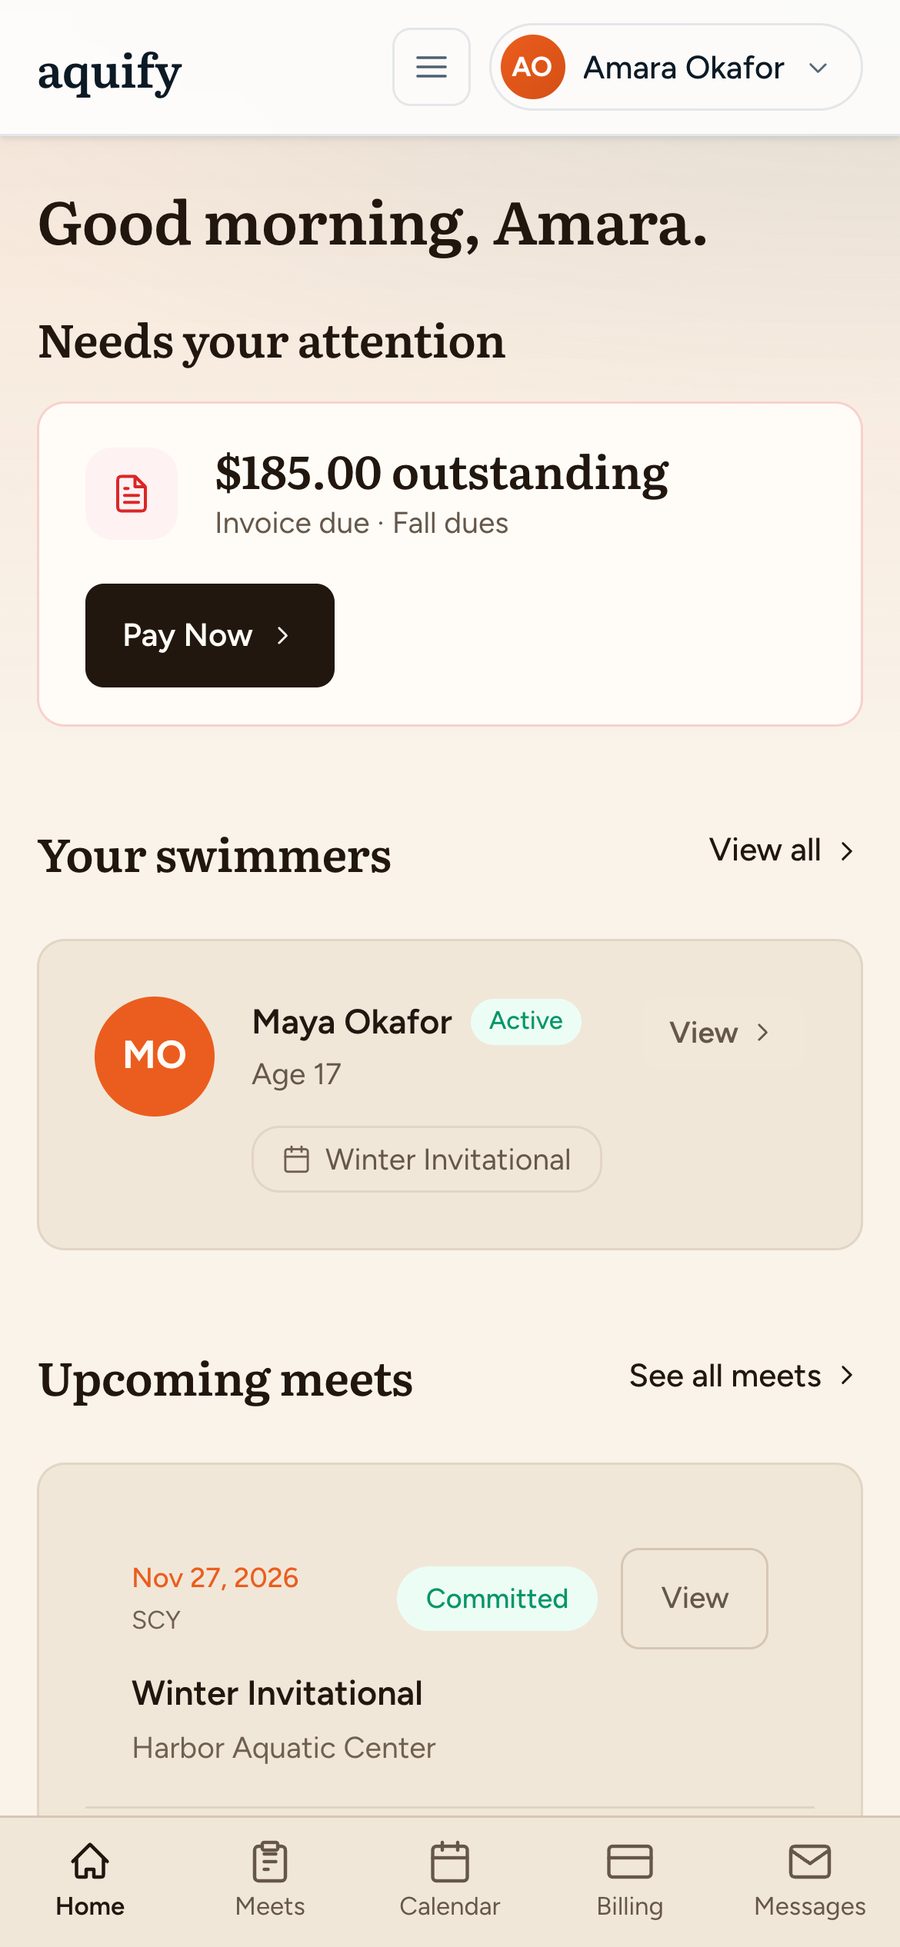 aquify
AO
Amara Okafor
Good morning, Amara.
Needs your attention
$185.00 outstanding
Invoice due · Fall dues
Pay Now
Your swimmers
View all
MO
Maya Okafor
Active
View
Age 17
Winter Invitational
Upcoming meets
See all meets
Nov 27, 2026
SCY
Committed
View
Winter Invitational
Harbor Aquatic Center
Home
Meets
Calendar
Billing
Messages